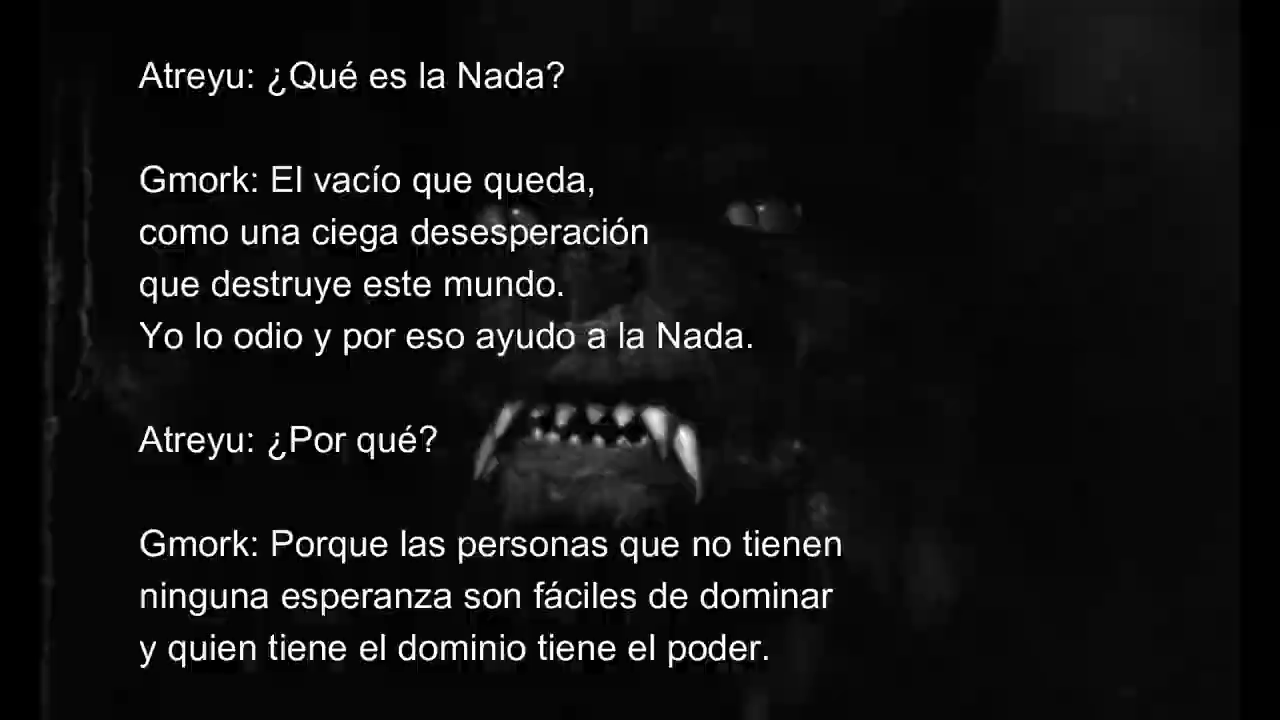 Atreyu: ¿Qué es la Nada?
Gmork: El vacío que queda,
como una ciega desesperación
que destruye este mundo.
Yo lo odio y por eso ayudo a la Nada.
Atreyu: ¿Por qué?
Gmork: Porque las personas que no tienen
ninguna esperanza son fáciles de dominar
y quien tiene el dominio tiene el poder.